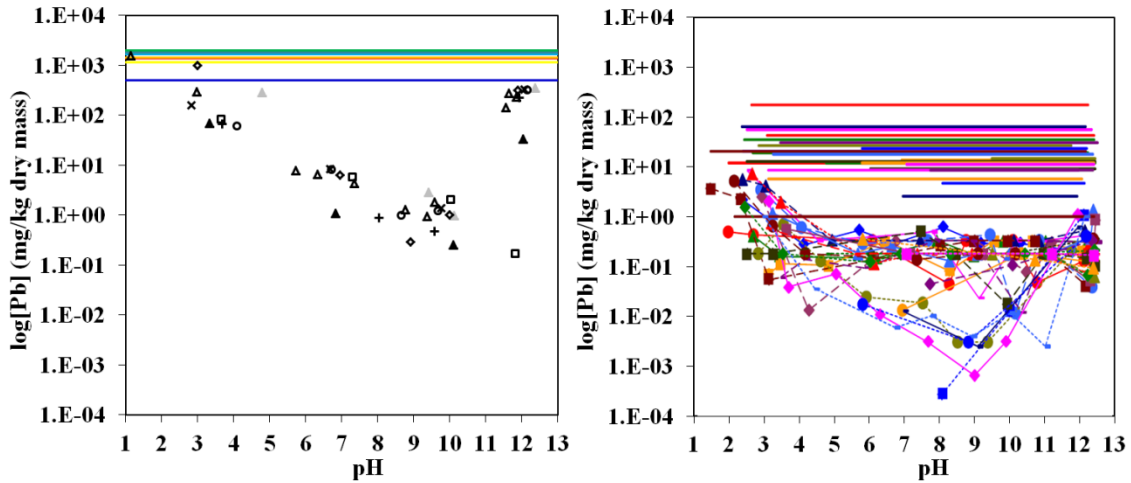 log[Pb] (mg/kg dry mass)
1.E+04
1.E+03
1.E+02
1.E+01
1.E+00
1.E-01
1.E-02
1.E-03
1.E-04
1 2 3 4 5 6 7 8 9 10 11 12 13
pH
log[Pb] (mg/kg dry mass)
1.E+04
1.E+03
1.E+02
1.E+01
1.E+00
1.E-01
1.E-02
1.E-03
1.E-04
1 2 3 4 5 6 7 8 9 10 11 12 13
pH